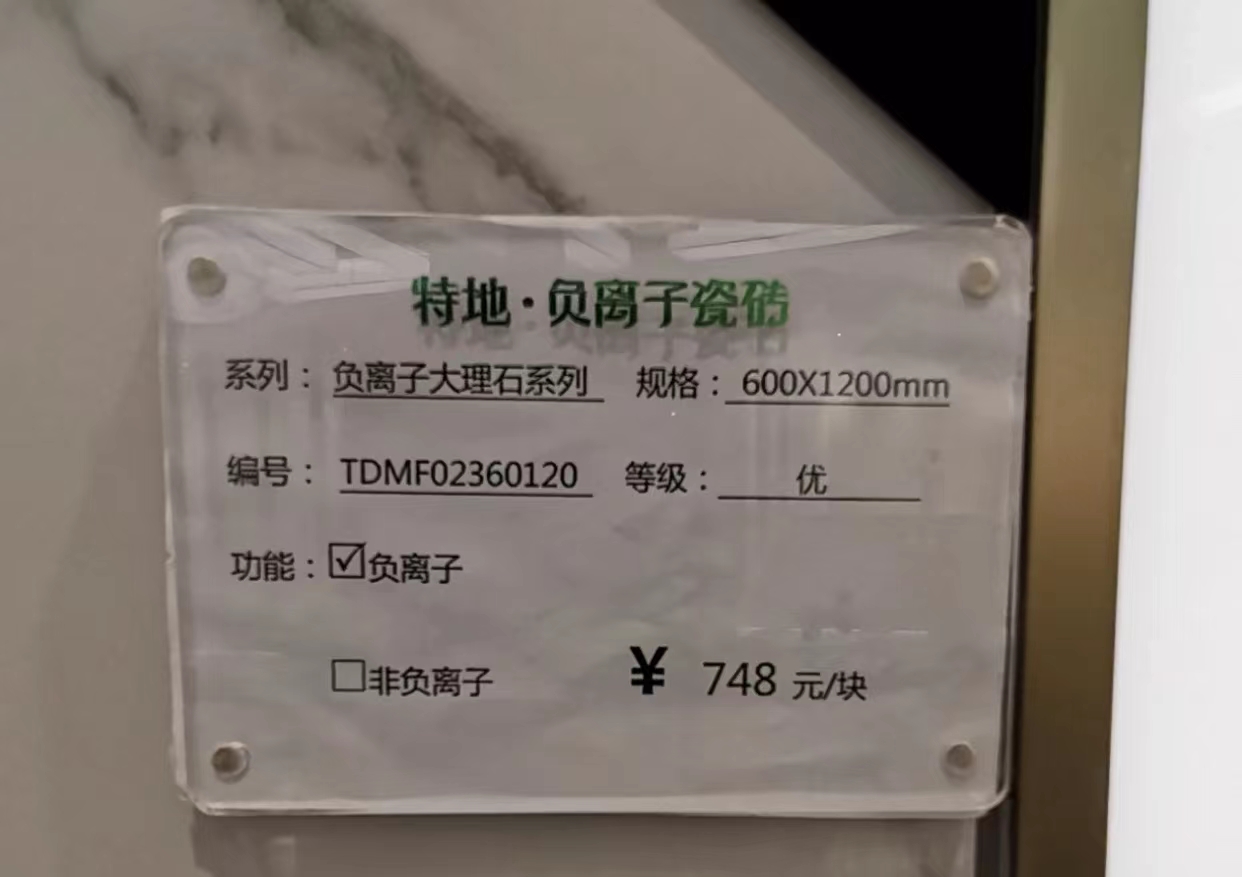 特地·负离子瓷砖
系列：负离子大理石系列 规格：600X1200mm
编号：TDMF02360120 等级：优
功能：☑负离子
☐非负离子 ¥ 748 元/块